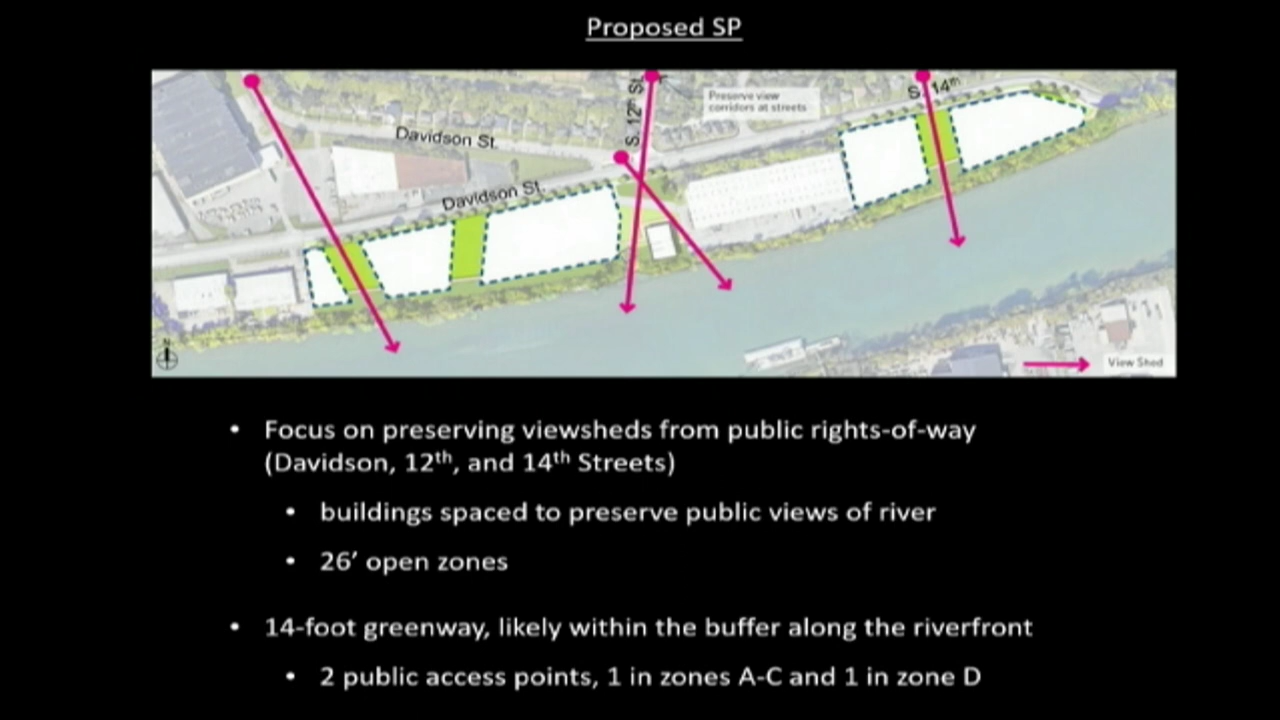 Proposed SP
S. 12th St.
Preserve view
corridors at streets
S. 14th
Davidson St.
Davidson St.
N
View Shed
• Focus on preserving viewsheds from public rights-of-way
(Davidson, 12th, and 14th Streets)
• buildings spaced to preserve public views of river
• 26' open zones
• 14-foot greenway, likely within the buffer along the riverfront
• 2 public access points, 1 in zones A-C and 1 in zone D